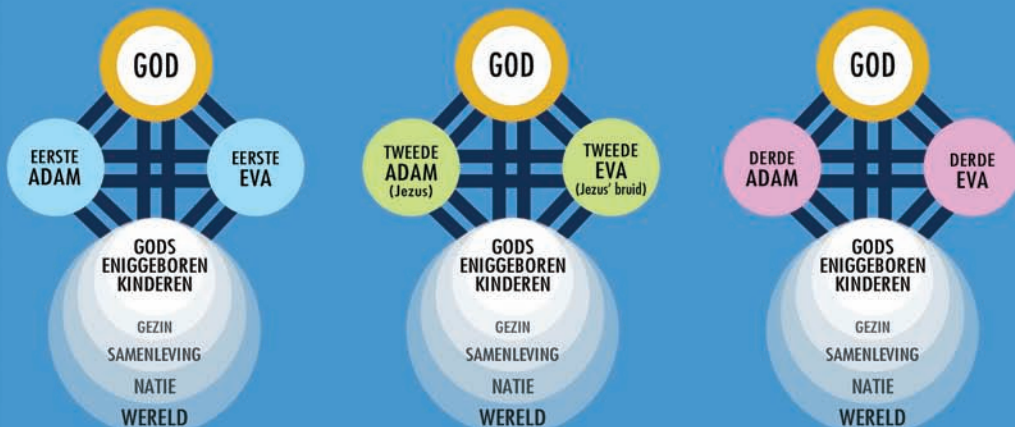 GOD
EERSTE
ADAM
EERSTE
EVA
GODS
ENIGGEBOREN
KINDEREN
GEZIN
SAMENLEVING
NATIE
WERELD
GOD
TWEEDE
ADAM
(Jezus)
TWEEDE
EVA
(Jezus' bruid)
GODS
ENIGGEBOREN
KINDEREN
GEZIN
SAMENLEVING
NATIE
WERELD
GOD
DERDE
ADAM
DERDE
EVA
GODS
ENIGGEBOREN
KINDEREN
GEZIN
SAMENLEVING
NATIE
WERELD